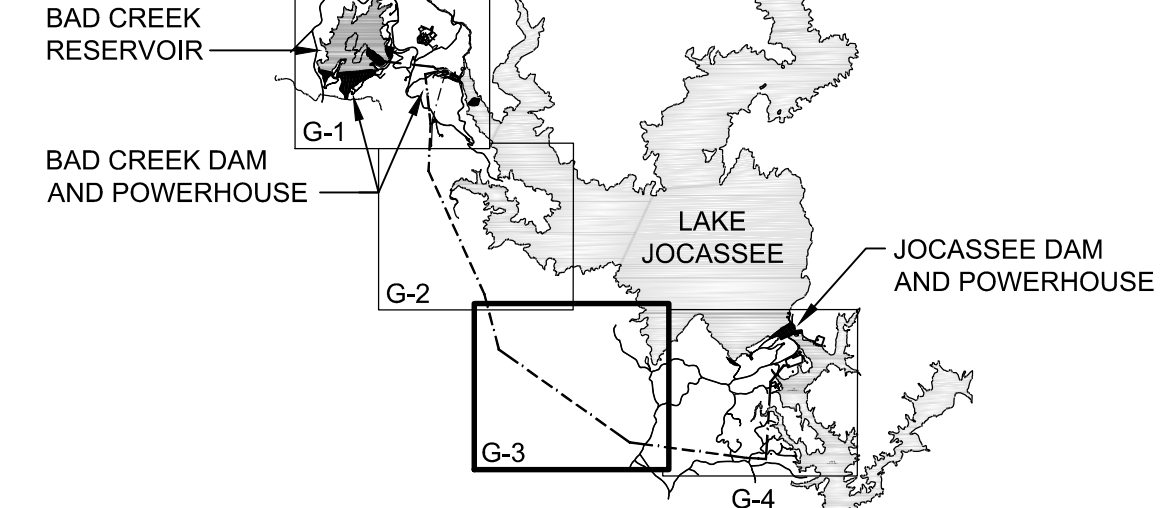 BAD CREEK
RESERVOIR
G-1
BAD CREEK DAM
AND POWERHOUSE
LAKE
JOCASSEE
JOCASSEE DAM
AND POWERHOUSE
G-2
G-3
G-4